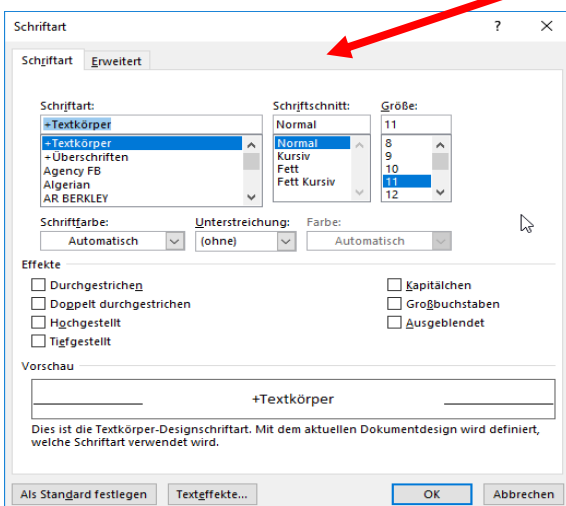 Schriftart ?
Schriftart Erweitert
Schriftart: Schriftschnitt: Größe:
+Textkörper Normal 11
+Textkörper Normal 8
+Überschriften Kursiv 9
Agency FB Fett 10
Algerian Fett Kursiv 11
AR BERKLEY 12
Schriftfarbe: Unterstreichung: Farbe:
Automatisch (ohne) Automatisch
Effekte
Durchgestrichen Kapitälchen
Doppelt durchgestrichen Großbuchstaben
Hochgestellt Ausgeblendet
Tiefgestellt
Vorschau
+Textkörper
Dies ist die Textkörper-Designschriftart. Mit dem aktuellen Dokumentdesign wird definiert,
welche Schriftart verwendet wird.
Als Standard festlegen Texteffekte... OK Abbrechen